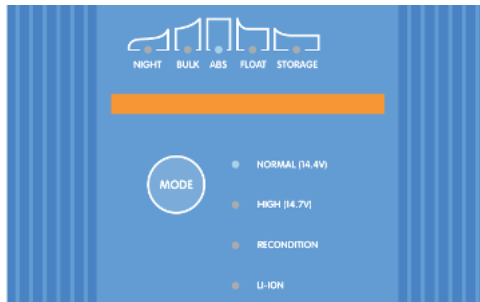 NIGHT BULK ABS FLOAT STORAGE
MODE
NORMAL (14.4V)
HIGH (14.7V)
RECONDITION
LI-ION